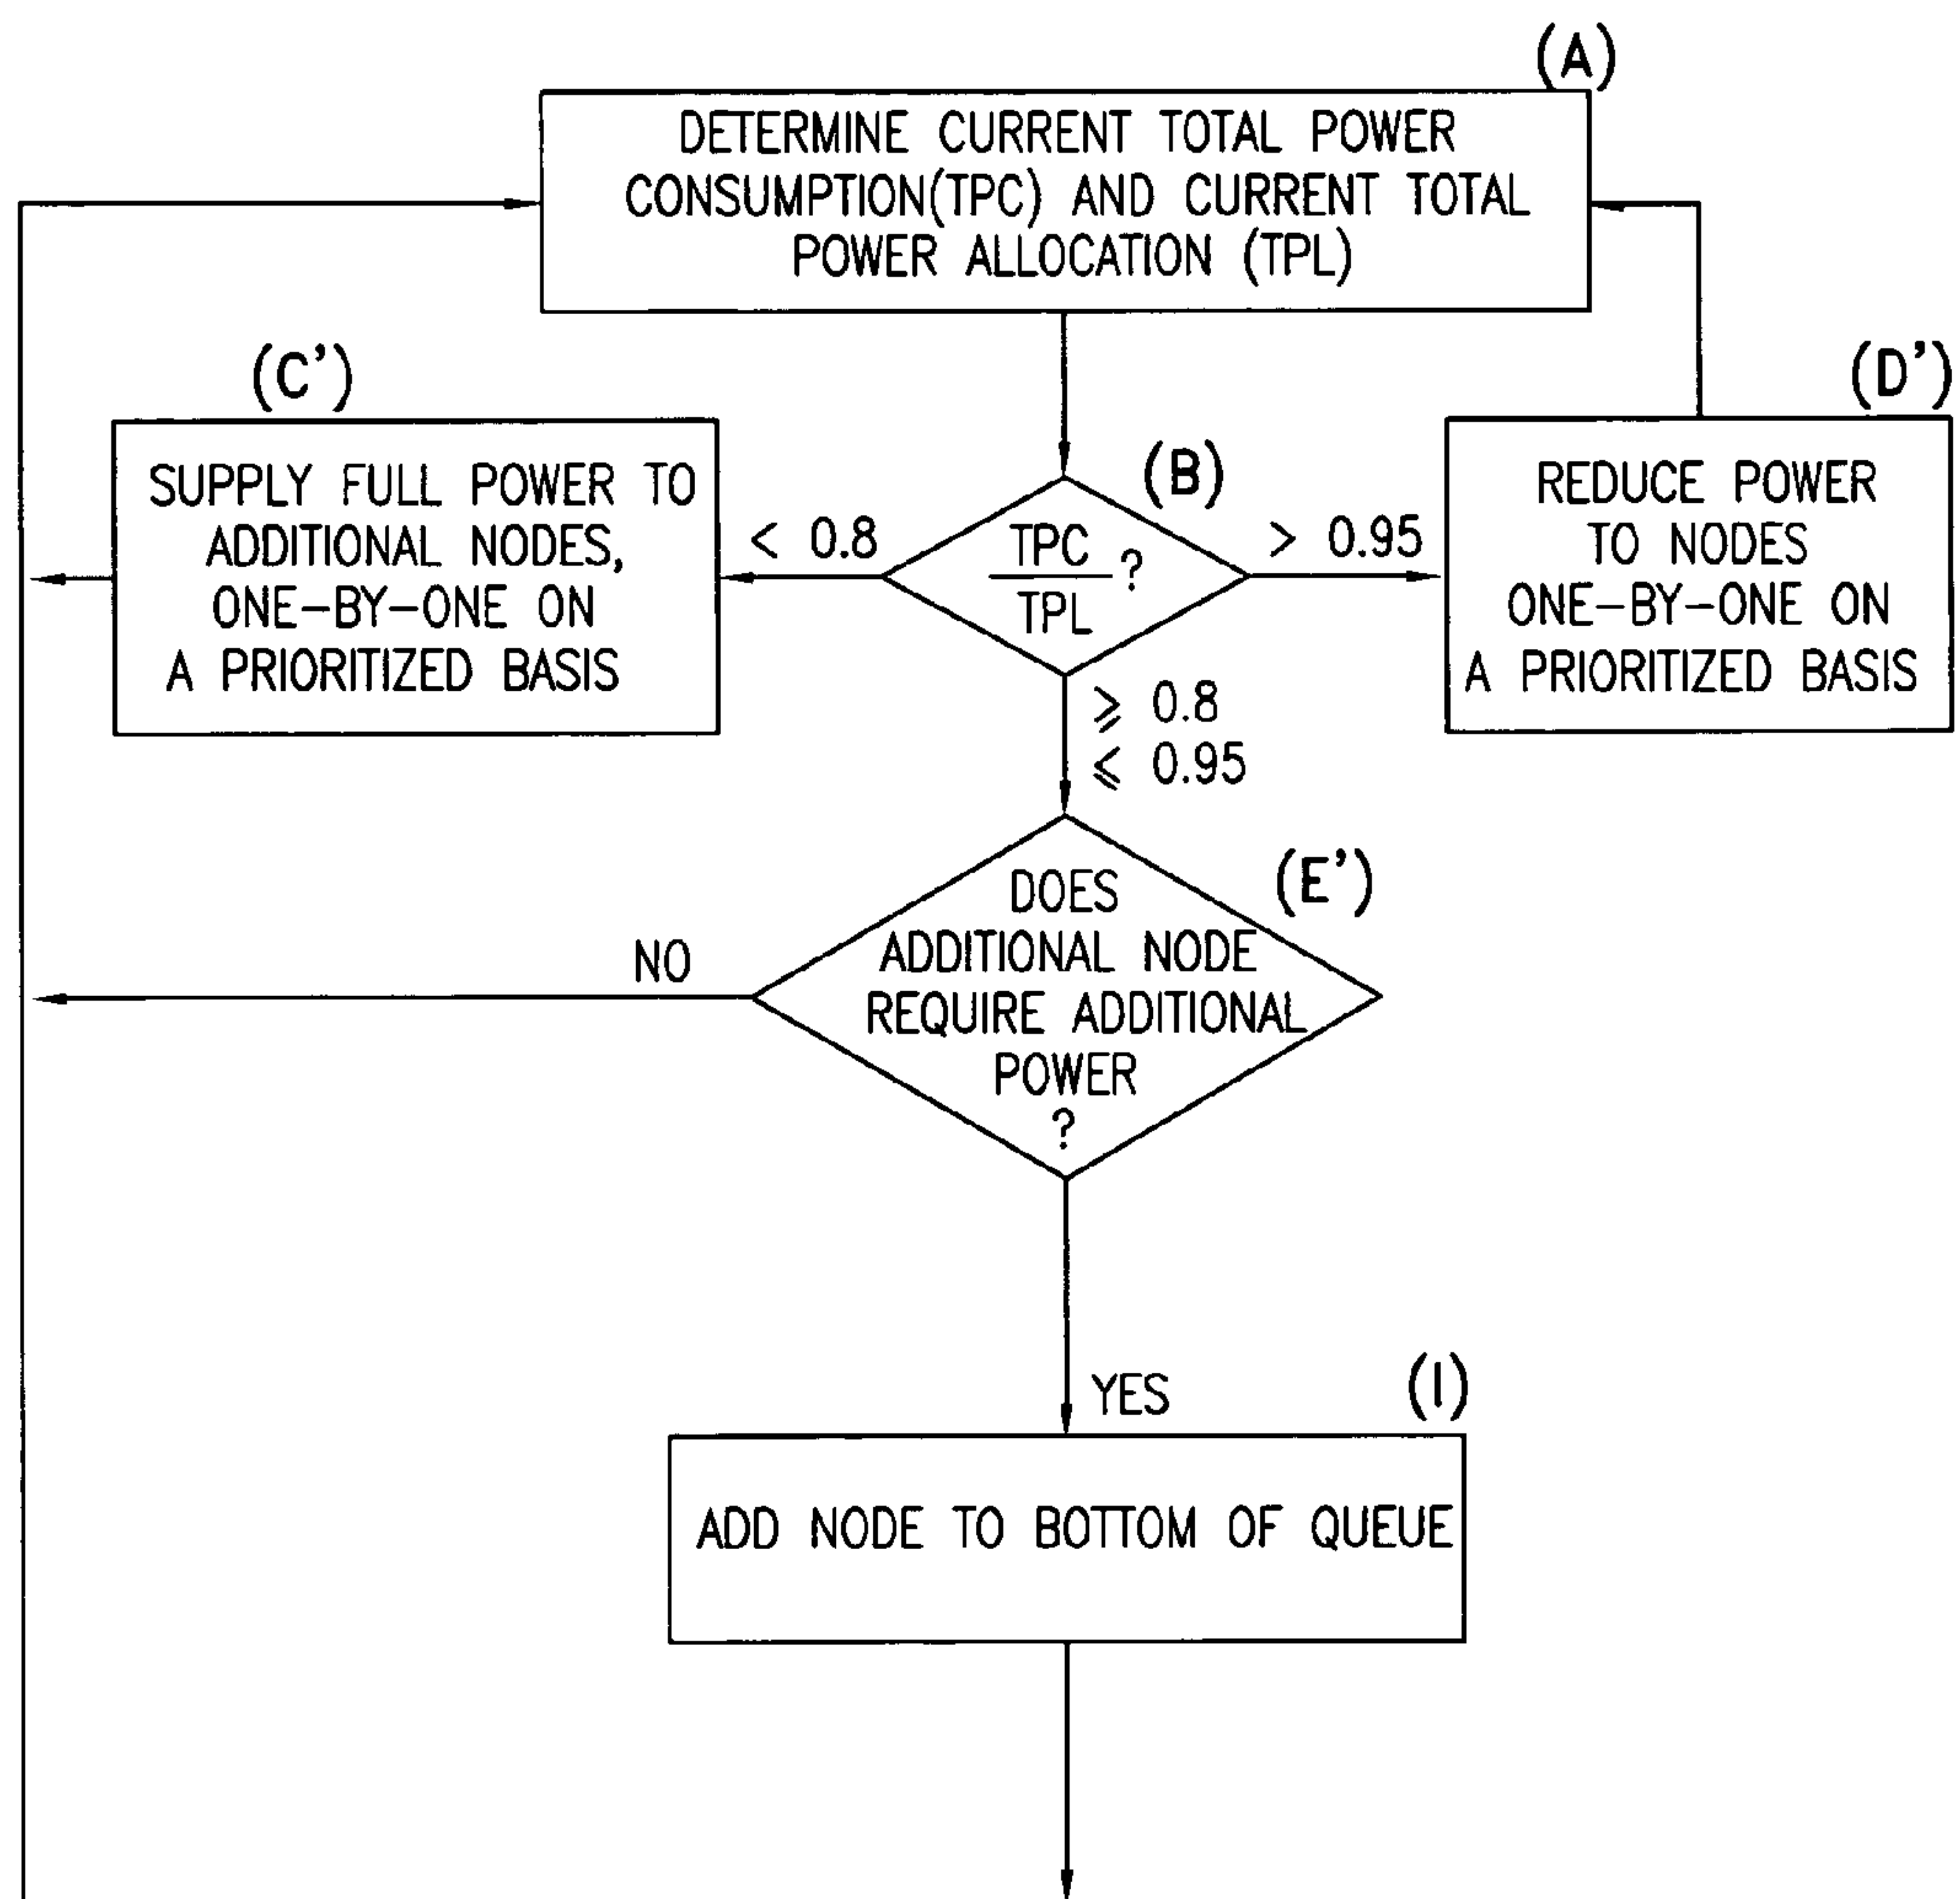 (A)
DETERMINE CURRENT TOTAL POWER
CONSUMPTION(TPC) AND CURRENT TOTAL
POWER ALLOCATION (TPL)
(C')
SUPPLY FULL POWER TO
ADDITIONAL NODES,
ONE-BY-ONE ON
A PRIORITIZED BASIS
< 0.8
(B)
TPC
?
TPL
> 0.95
(D')
REDUCE POWER
TO NODES
ONE-BY-ONE ON
A PRIORITIZED BASIS
⩾ 0.8
⩽ 0.95
(E')
DOES
ADDITIONAL NODE
REQUIRE ADDITIONAL
POWER
?
NO
YES
(I)
ADD NODE TO BOTTOM OF QUEUE